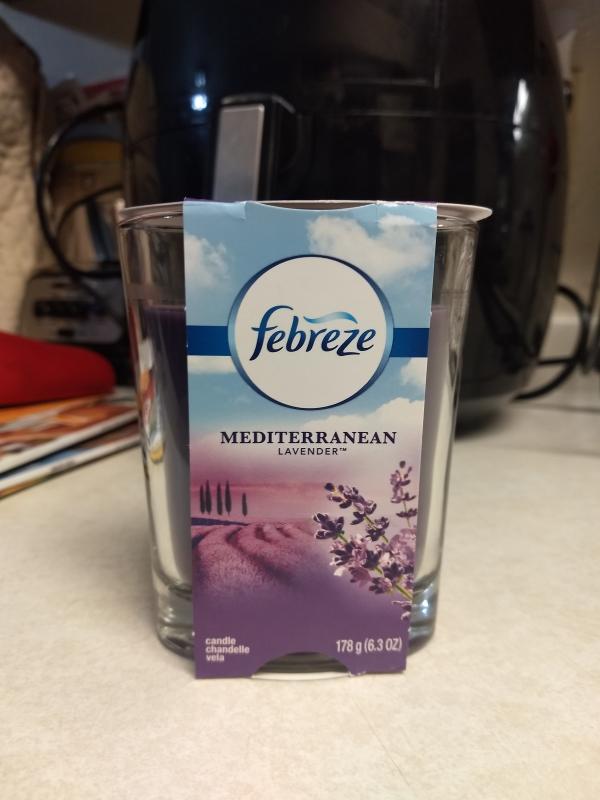 febreze
MEDITERRANEAN
LAVENDER™
candle
chandelle
vela
178 g (6.3 OZ)